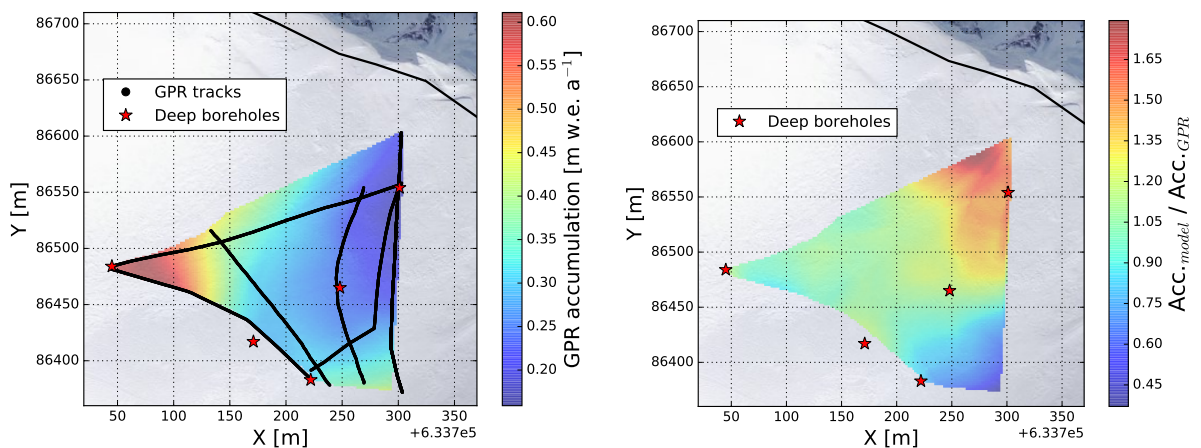 86700
86650
86600
86550
86500
86450
86400
Y [m]
GPR tracks
Deep boreholes
50 100 150 200 250 300 350
X [m]
+6.337e5
0.60
0.50
0.45
0.40
0.35
0.30
0.25
0.20
GPR accumulation [m w.e. a⁻¹]
86700
86650
86600
86550
86500
86450
86400
Y [m]
Deep boreholes
50 100 150 200 250 300 350
X [m]
+6.337e5
1.65
1.50
1.35
1.20
1.05
0.90
0.75
0.60
0.45
Acc.model / Acc.GPR